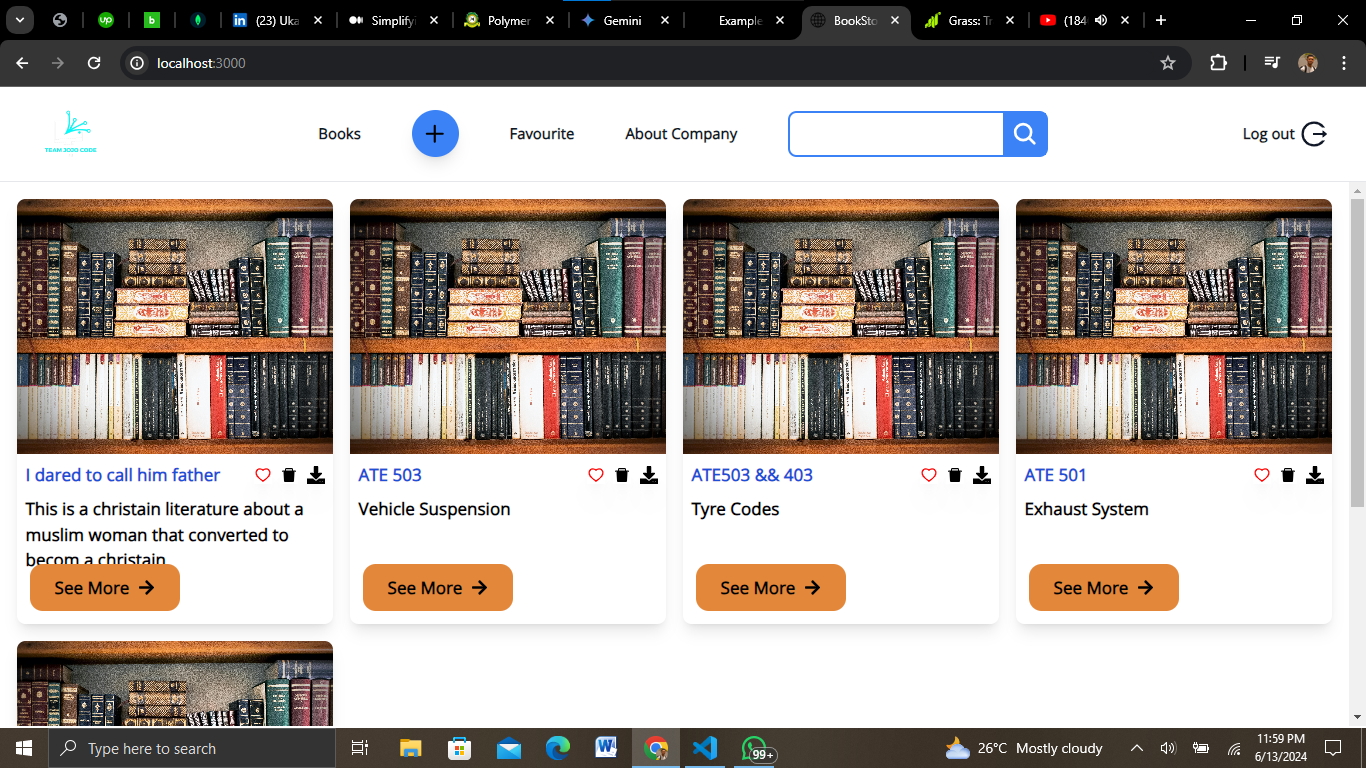 (23) Uka
Simplifyi
Polymer
Gemini
Example
BookSto
Grass: Tr
(184
localhost:3000
TEAM 3030 CODE
Books
Favourite
About Company
Log out
I dared to call him father
This is a christain literature about a
muslim woman that converted to
becom a christain
See More
ATE 503
Vehicle Suspension
See More
ATE503 && 403
Tyre Codes
See More
ATE 501
Exhaust System
See More
Type here to search
99+
26°C Mostly cloudy
11:59 PM
6/13/2024